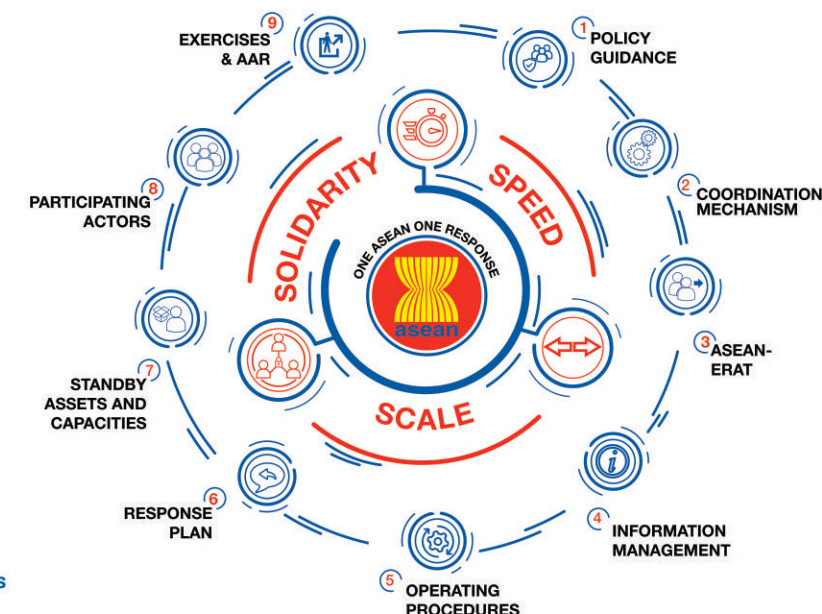 9
EXERCISES
& AAR
1
POLICY
GUIDANCE
2
COORDINATION
MECHANISM
3
ASEAN-
ERAT
4
INFORMATION
MANAGEMENT
5
OPERATING
PROCEDURES
6
RESPONSE
PLAN
7
STANDBY
ASSETS AND
CAPACITIES
8
PARTICIPATING
ACTORS
SOLIDARITY
SPEED
SCALE
ONE ASEAN ONE RESPONSE
asean
i
s